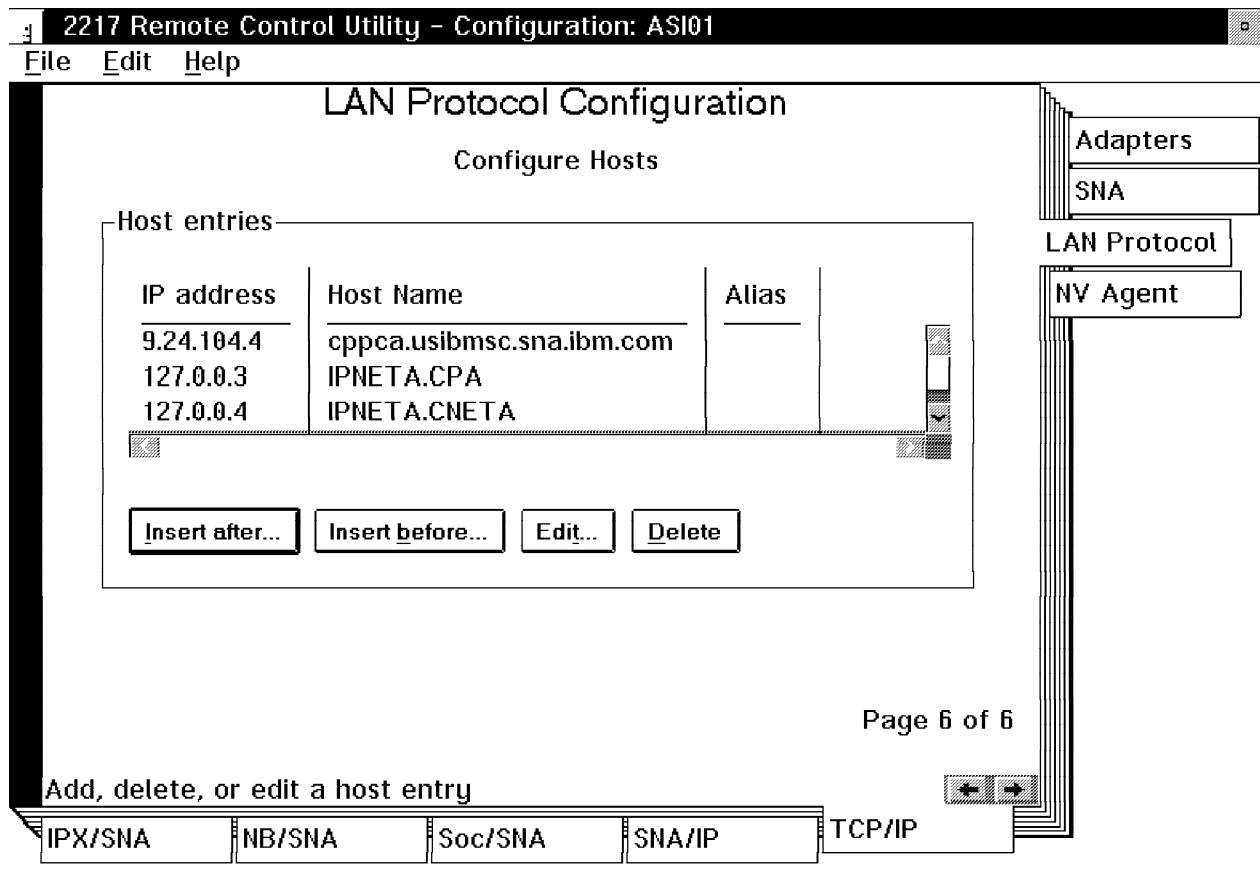 2217 Remote Control Utility - Configuration: ASI01
File Edit Help
LAN Protocol Configuration
Configure Hosts
Host entries
IP address Host Name Alias
9.24.104.4 cppca.usibmsc.sna.ibm.com
127.0.0.3 IPNETA.CPA
127.0.0.4 IPNETA.CNETA
Insert after... Insert before... Edit... Delete
Page 6 of 6
Add, delete, or edit a host entry
Adapters
SNA
LAN Protocol
NV Agent
IPX/SNA NB/SNA Soc/SNA SNA/IP TCP/IP